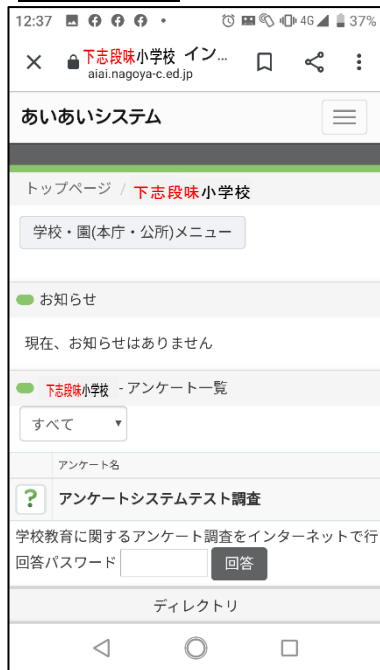 12:37 4G 37%
下志段味小学校 イン...
aiai.nagoya-c.ed.jp
あいあいシステム
トップページ / 下志段味小学校
学校・園(本庁・公所)メニュー
お知らせ
現在、お知らせはありません
下志段味小学校 - アンケート一覧
すべて
アンケート名
? アンケートシステムテスト調査
学校教育に関するアンケート調査をインターネットで行
回答パスワード 回答
ディレクトリ